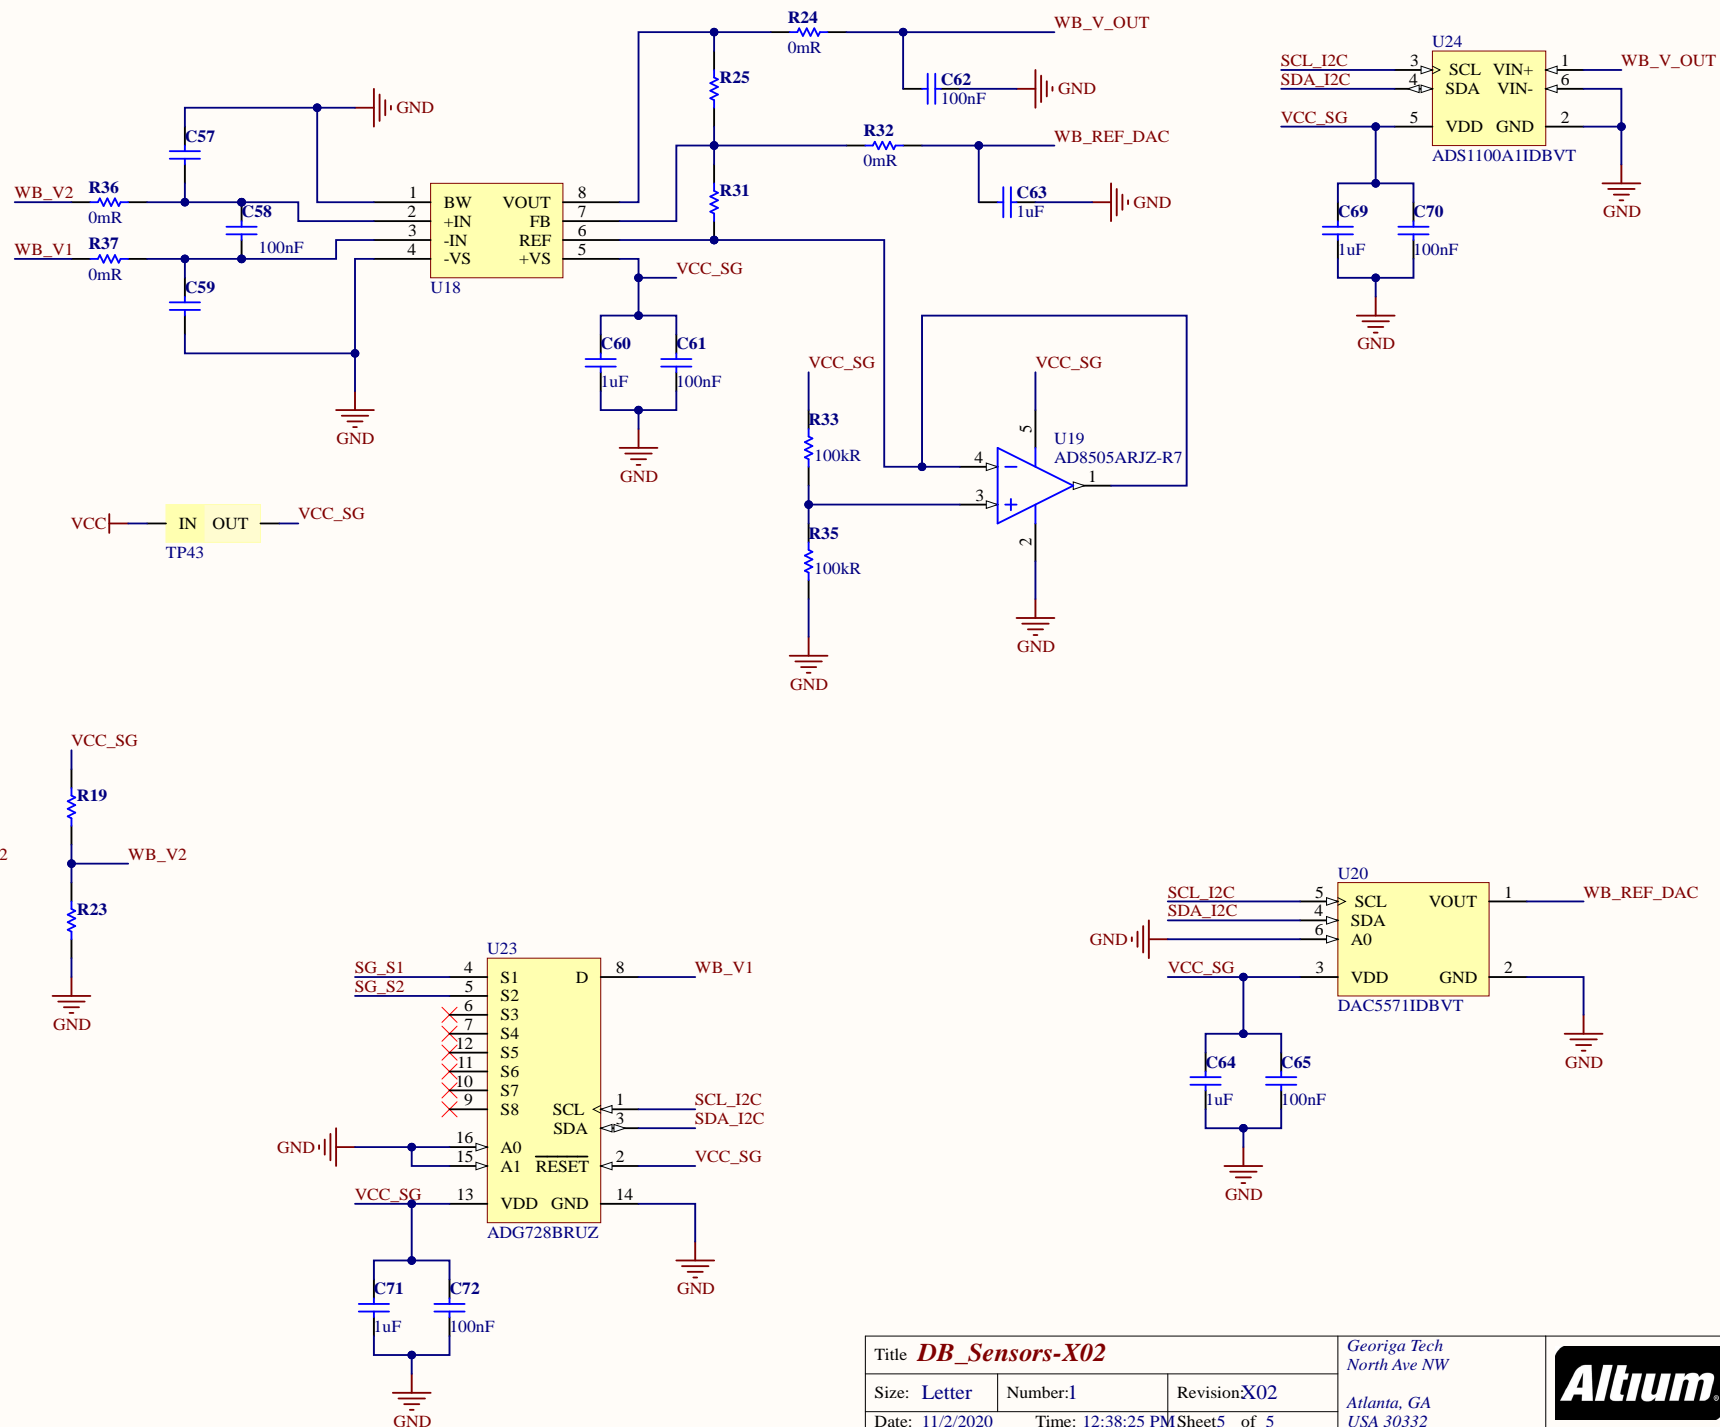 R24
0mR
WB_V_OUT
R25
C62
100nF
GND
GND
C57
R32
0mR
WB_REF_DAC
R31
C63
1uF
GND
WB_V2
R36
0mR
C58
100nF
WB_V1
R37
0mR
C59
1
2
3
4
BW
+IN
-IN
-VS
VOUT
FB
REF
+VS
8
7
6
5
U18
VCC_SG
C60
1uF
C61
100nF
GND
GND
U24
SCL_I2C
SDA_I2C
VCC_SG
3
4
5
SCL VIN+
SDA VIN-
VDD GND
1
6
2
WB_V_OUT
ADS1100A1IDBVT
C69
1uF
C70
100nF
GND
GND
VCC_SG
R33
100kR
R35
100kR
GND
VCC_SG
5
U19
AD8505ARJZ-R7
4
3
1
2
GND
VCC
IN OUT
VCC_SG
TP43
VCC_SG
R19
2
WB_V2
R23
GND
U23
SG_S1
SG_S2
4
5
6
7
12
11
10
9
S1
S2
S3
S4
S5
S6
S7
S8
D
8
WB_V1
SCL
SDA
1
3
SCL_I2C
SDA_I2C
GND
16
15
A0
A1
RESET
2
VCC_SG
VCC_SG
13
VDD GND
14
ADG728BRUZ
GND
C71
1uF
C72
100nF
GND
U20
SCL_I2C
SDA_I2C
GND
VCC_SG
5
4
6
3
SCL
SDA
A0
VDD
VOUT
GND
1
2
WB_REF_DAC
DAC5571IDBVT
GND
C64
1uF
C65
100nF
GND
Title DB_Sensors-X02
Size: Letter
Number:1
Revision:X02
Date: 11/2/2020
Time: 12:38:25 PM
Sheet5 of 5
Georiga Tech
North Ave NW
Atlanta, GA
USA 30332
Altium